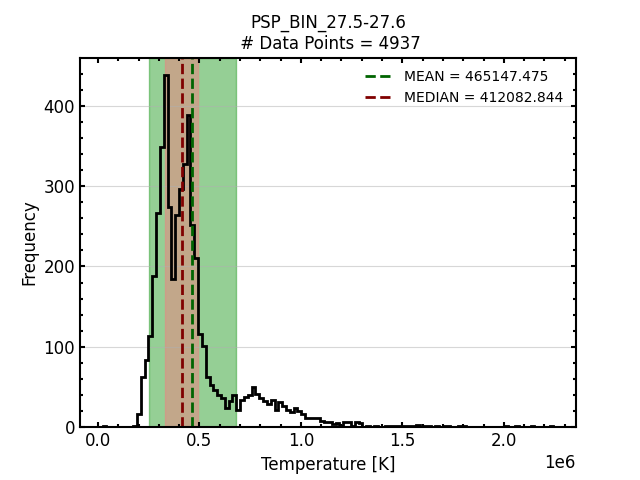 PSP_BIN_27.5-27.6
# Data Points = 4937
MEAN = 465147.475
MEDIAN = 412082.844
400
300
200
100
0
Frequency
0.0 0.5 1.0 1.5 2.0
1e6
Temperature [K]